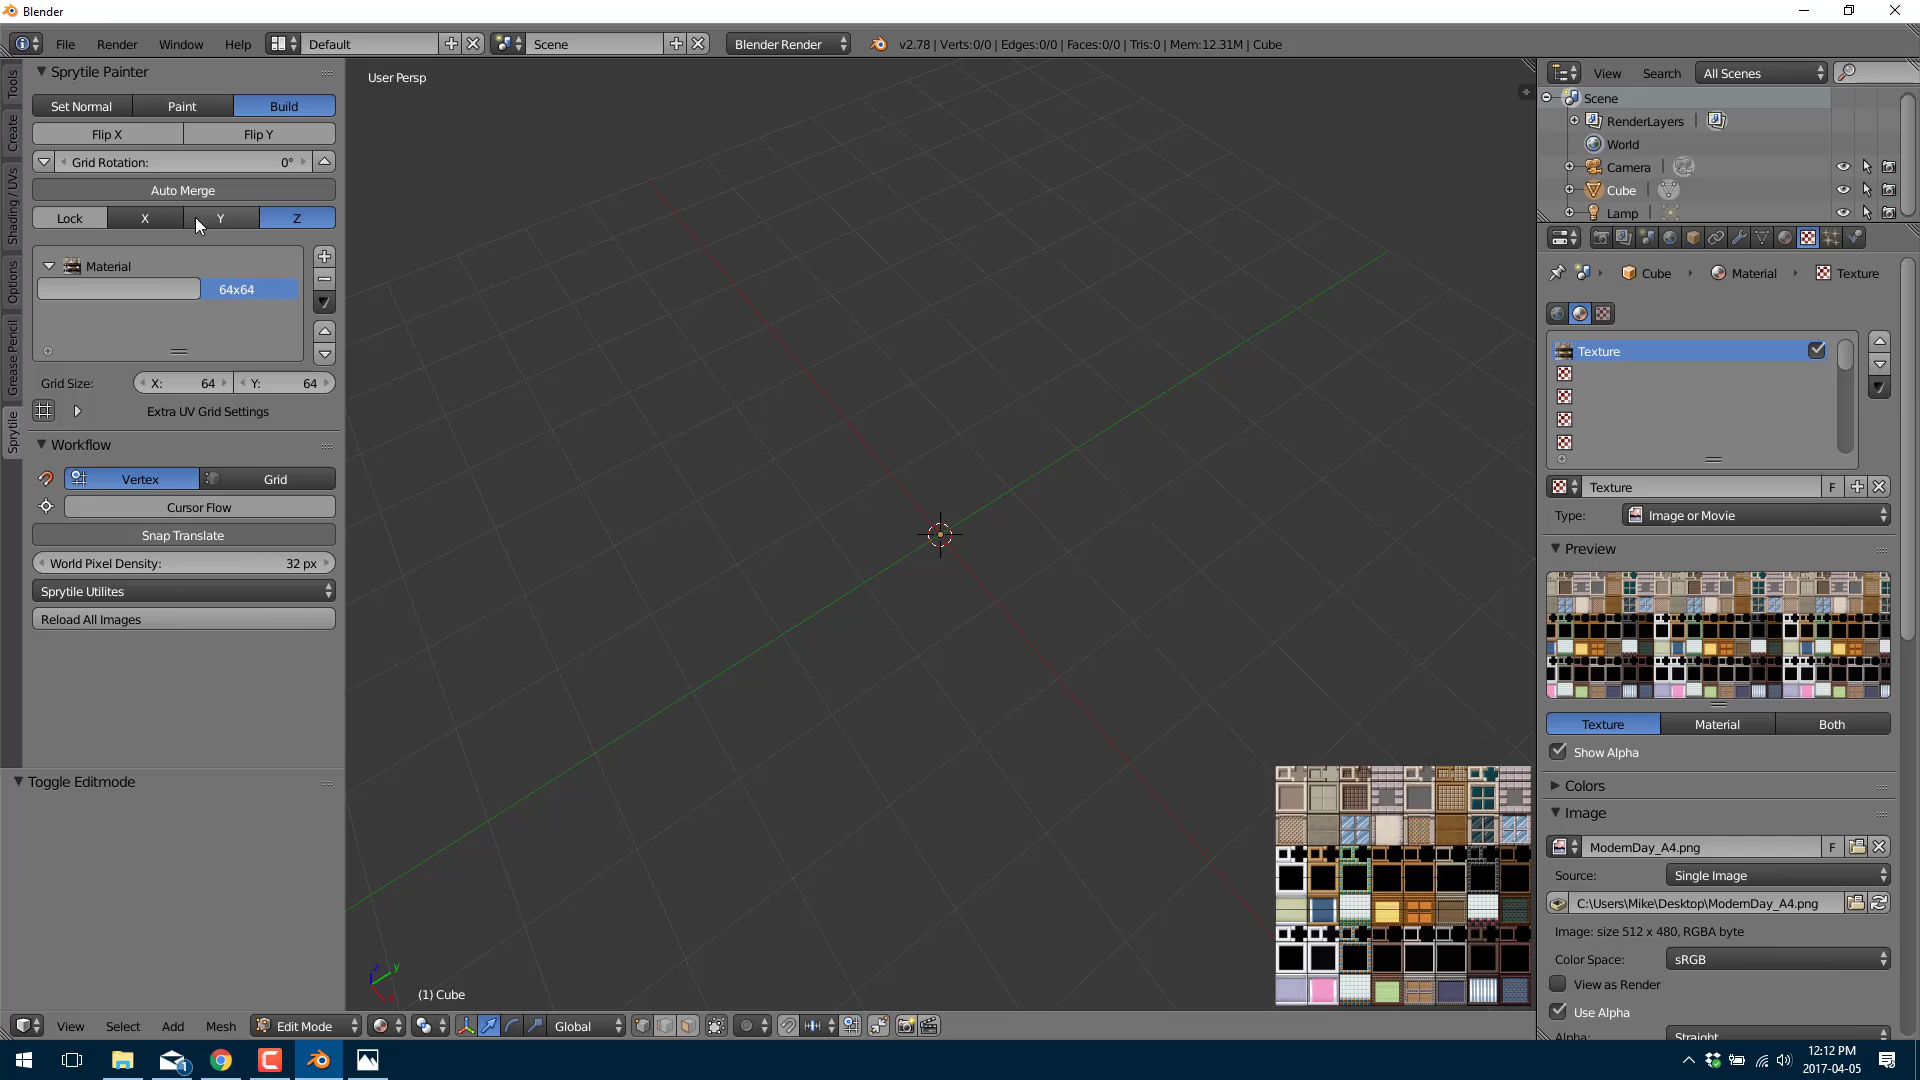 Blender
File
Render
Window
Help
Default
Scene
Blender Render
v2.78 | Verts:0/0 | Edges:0/0 | Faces:0/0 | Tris:0 | Mem:12.31M | Cube
Sprytile Painter
Set Normal
Paint
Build
Flip X
Flip Y
Grid Rotation: 0°
Auto Merge
Lock
X
Y
Z
Material
64x64
Grid Size:
X: 64
Y: 64
Extra UV Grid Settings
Workflow
Vertex
Grid
Cursor Flow
Snap Translate
World Pixel Density: 32 px
Sprytile Utilites
Reload All Images
Toggle Editmode
Tools
Create
Shading / UVs
Options
Grease Pencil
Sprytile
User Persp
z
y
x
(1) Cube
View
Select
Add
Mesh
Edit Mode
Global
View
Search
All Scenes
Scene
RenderLayers
World
Camera
Cube
Lamp
Cube
Material
Texture
Texture
Texture
F
Type:
Image or Movie
Preview
Texture
Material
Both
Show Alpha
Colors
Image
ModernDay_A4.png
F
Source:
Single Image
C:\Users\Mike\Desktop\ModernDay_A4.png
Image: size 512 x 480, RGBA byte
Color Space:
sRGB
View as Render
Use Alpha
Alpha:
Straight
1
12:12 PM
2017-04-05